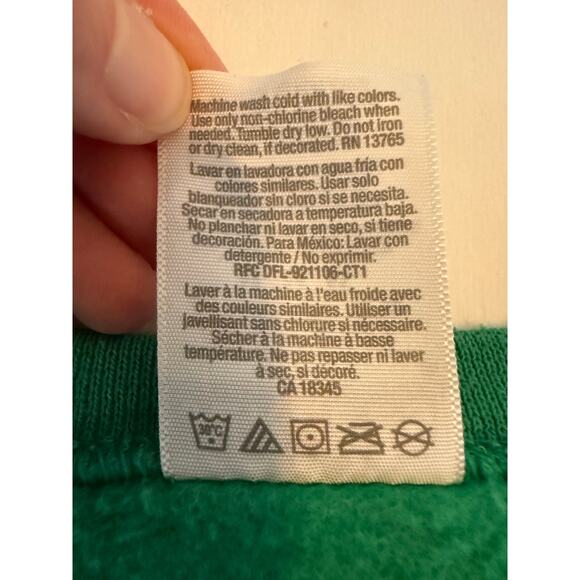 Machine wash cold with like colors.
Use only non-chlorine bleach when
needed. Tumble dry low. Do not iron
or dry clean, if decorated. RN 13765
Lavar en lavadora con agua fría con
colores similares. Usar solo
blanqueador sin cloro si se necesita.
Secar en secadora a temperatura baja.
No planchar ni lavar en seco, si tiene
decoración. Para México: Lavar con
detergente / No exprimir.
RFC DFL-921106-CT1
Laver à la machine à l'eau froide avec
des couleurs similaires. Utiliser un
javellisant sans chlorure si nécessaire.
Sécher à la machine à basse
température. Ne pas repasser ni laver
à sec, si décoré.
CA 18345
30°C